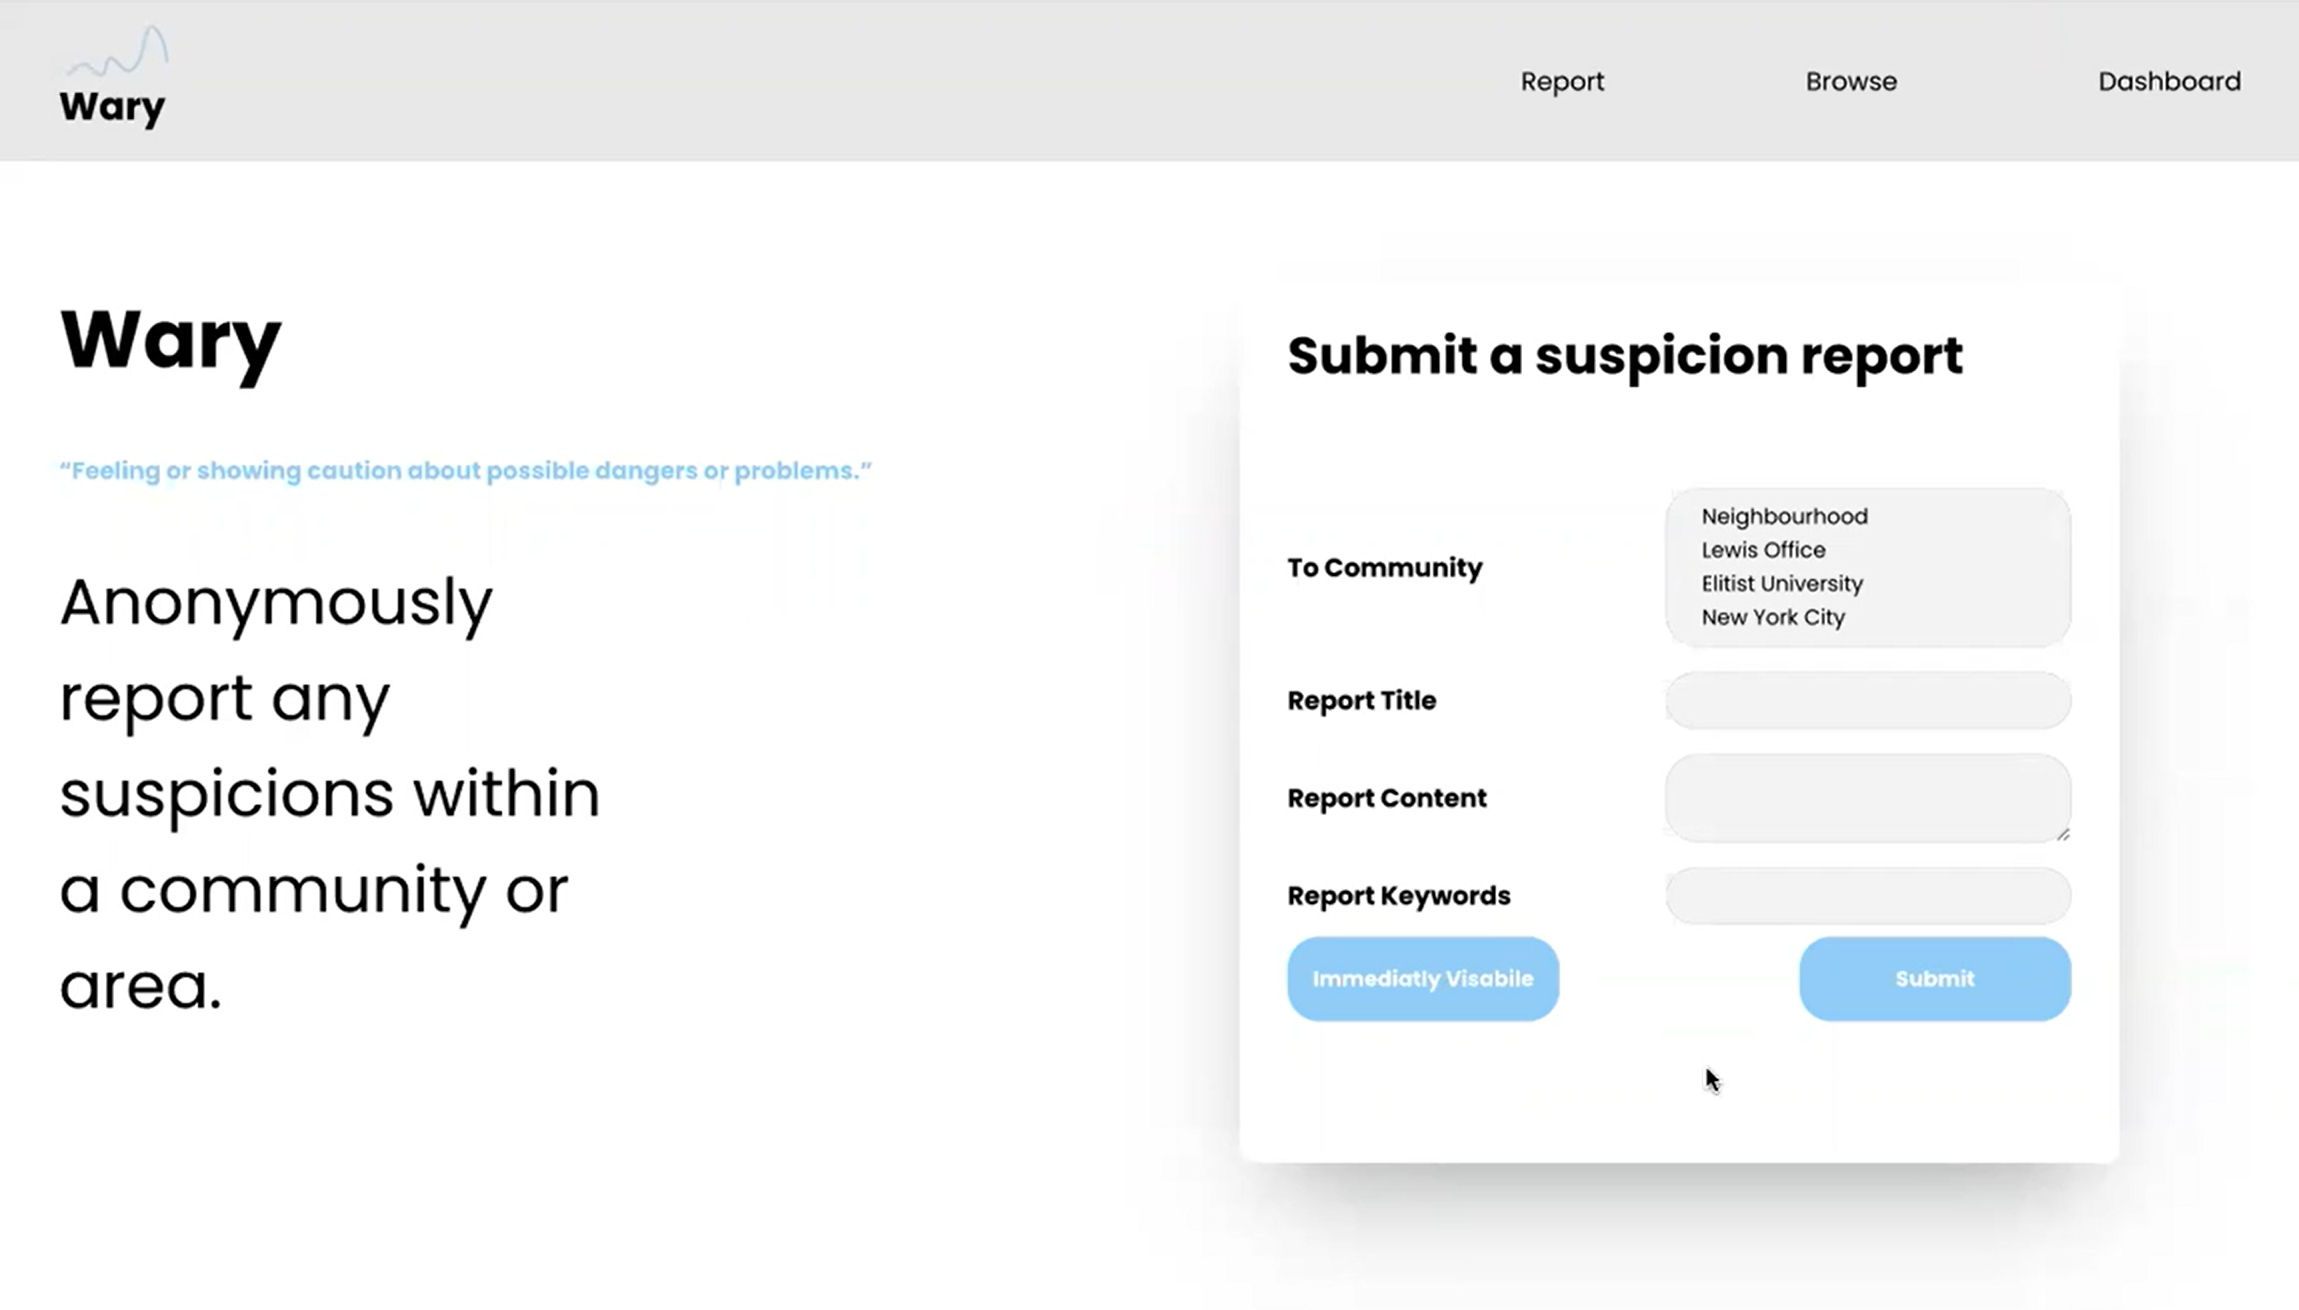 Wary
Report
Browse
Dashboard
Wary
“Feeling or showing caution about possible dangers or problems.”
Anonymously
report any
suspicions within
a community or
area.
Submit a suspicion report
To Community
Neighbourhood
Lewis Office
Elitist University
New York City
Report Title
Report Content
Report Keywords
Immediatly Visabile
Submit